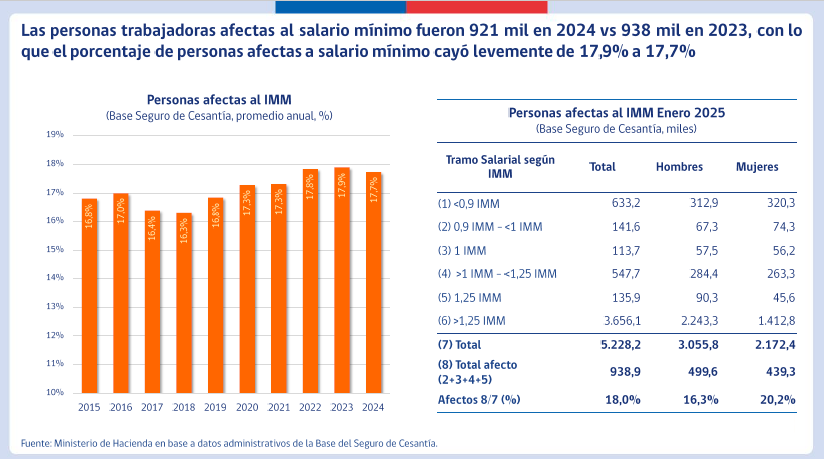 Las personas trabajadoras afectas al salario mínimo fueron 921 mil en 2024 vs 938 mil en 2023, con lo
que el porcentaje de personas afectas a salario mínimo cayó levemente de 17,9% a 17,7%
Personas afectas al IMM
(Base Seguro de Cesantía, promedio anual, %)
19%
18%
17%
16%
15%
14%
13%
12%
11%
10%
16,8%
17,0%
16,4%
16,3%
16,8%
17,3%
17,3%
17,8%
17,9%
17,7%
2015 2016 2017 2018 2019 2020 2021 2022 2023 2024
Personas afectas al IMM Enero 2025
(Base Seguro de Cesantía, miles)
Tramo Salarial según IMM Total Hombres Mujeres
(1) <0,9 IMM 633,2 312,9 320,3
(2) 0,9 IMM – <1 IMM 141,6 67,3 74,3
(3) 1 IMM 113,7 57,5 56,2
(4) >1 IMM – <1,25 IMM 547,7 284,4 263,3
(5) 1,25 IMM 135,9 90,3 45,6
(6) >1,25 IMM 3.656,1 2.243,3 1.412,8
(7) Total 5.228,2 3.055,8 2.172,4
(8) Total afecto
(2+3+4+5) 938,9 499,6 439,3
Afectos 8/7 (%) 18,0% 16,3% 20,2%
Fuente: Ministerio de Hacienda en base a datos administrativos de la Base del Seguro de Cesantía.